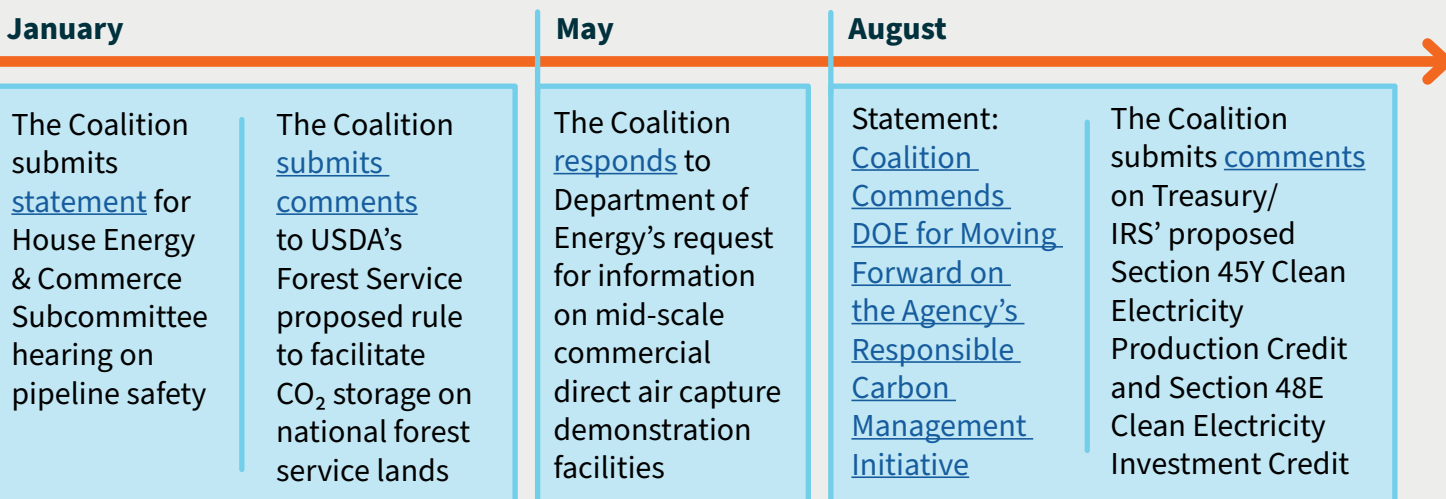 January
The Coalition
submits
statement for
House Energy
& Commerce
Subcommittee
hearing on
pipeline safety
The Coalition
submits
comments
to USDA’s
Forest Service
proposed rule
to facilitate
CO₂ storage on
national forest
service lands
May
The Coalition
responds to
Department of
Energy’s request
for information
on mid-scale
commercial
direct air capture
demonstration
facilities
August
Statement:
Coalition
Commends
DOE for Moving
Forward on
the Agency’s
Responsible
Carbon
Management
Initiative
The Coalition
submits comments
on Treasury/
IRS’ proposed
Section 45Y Clean
Electricity
Production Credit
and Section 48E
Clean Electricity
Investment Credit